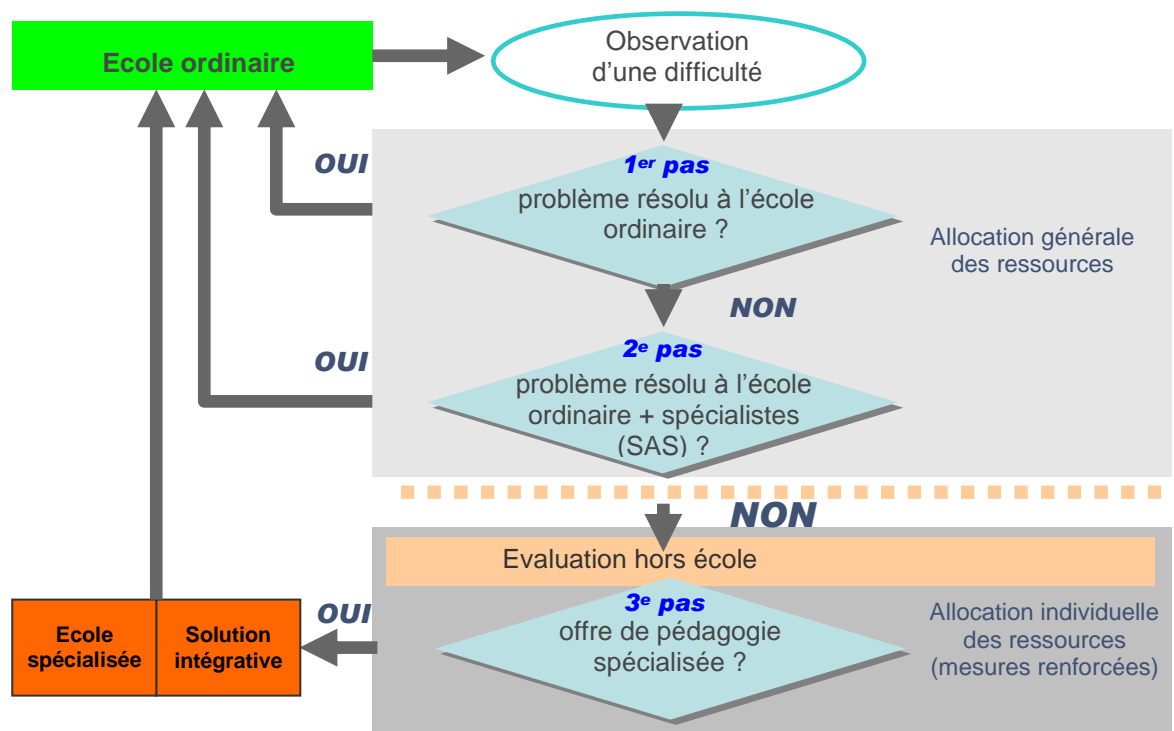 Ecole ordinaire
Observation
d'une difficulté
OUI
1er pas
problème résolu à l'école
ordinaire ?
Allocation générale
des ressources
NON
OUI
2e pas
problème résolu à l'école
ordinaire + spécialistes
(SAS) ?
NON
Evaluation hors école
OUI
3e pas
offre de pédagogie
spécialisée ?
Allocation individuelle
des ressources
(mesures renforcées)
Ecole
spécialisée
Solution
intégrative